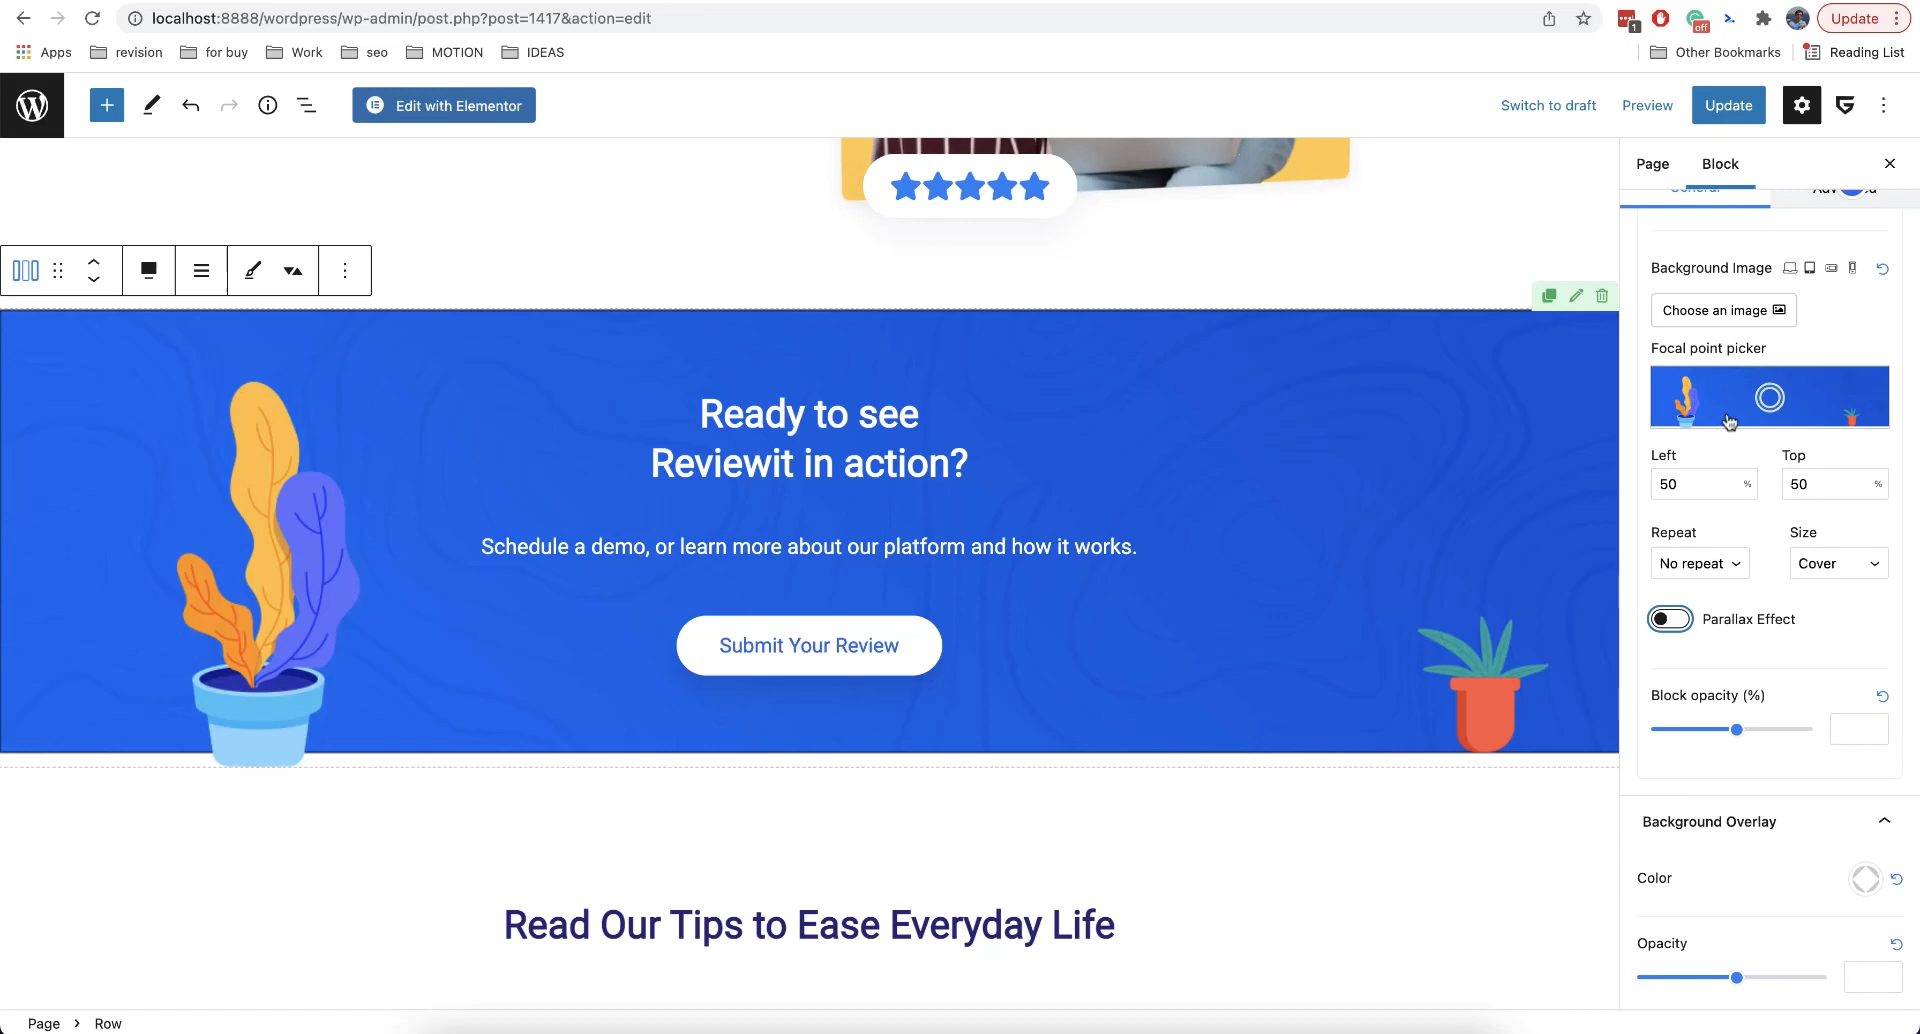 localhost:8888/wordpress/wp-admin/post.php?post=1417&action=edit
1
off
Update
Apps
revision
for buy
Work
seo
MOTION
IDEAS
Other Bookmarks
Reading List
Edit with Elementor
Switch to draft
Preview
Update
Page
Block
General
Background Image
Choose an image
Focal point picker
Left
Top
50 %
50 %
Repeat
Size
No repeat
Cover
Parallax Effect
Block opacity (%)
Background Overlay
Color
Opacity
Ready to see
Reviewit in action?
Schedule a demo, or learn more about our platform and how it works.
Submit Your Review
Read Our Tips to Ease Everyday Life
Page > Row